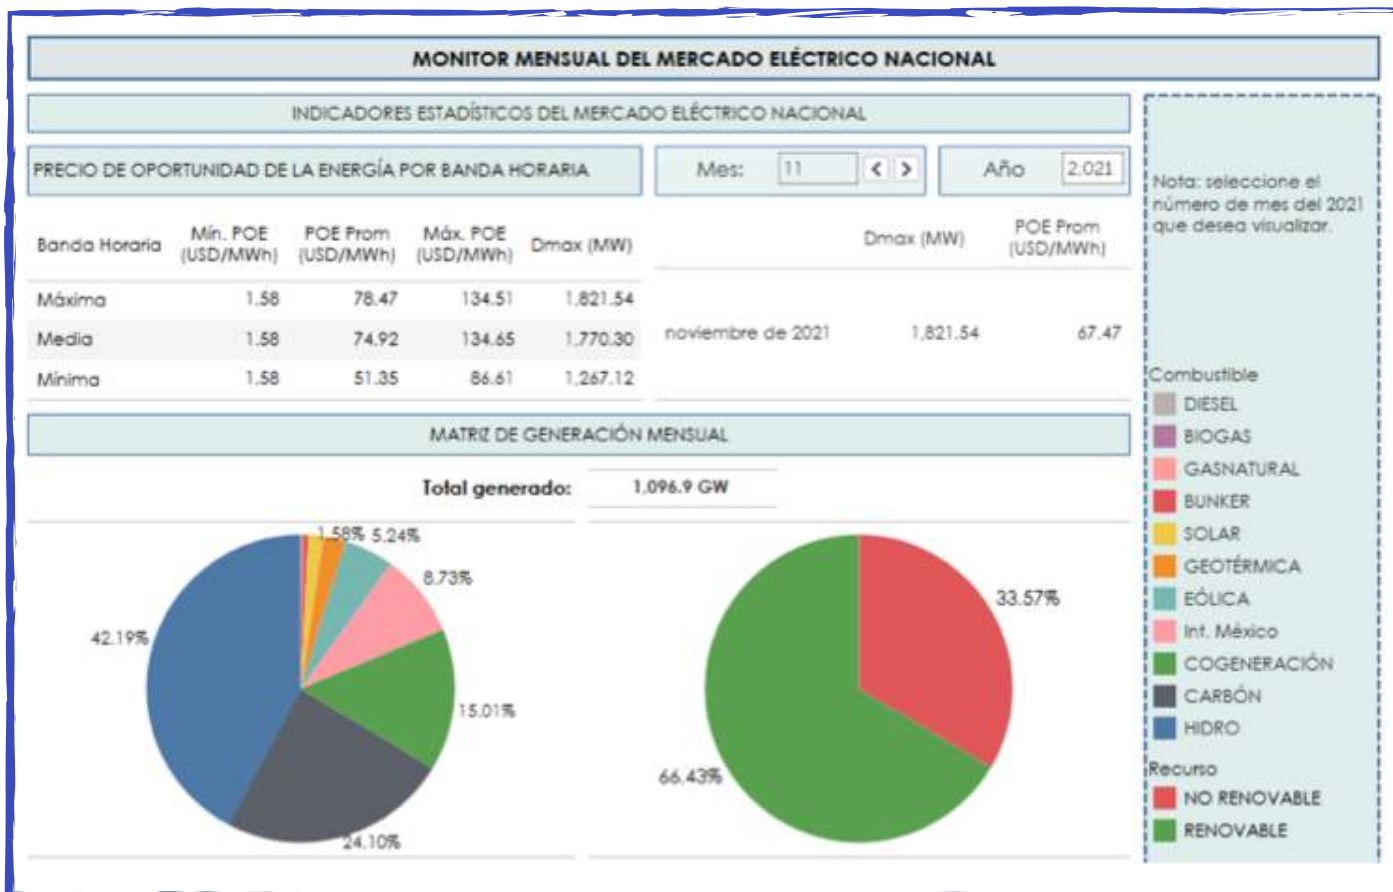 MONITOR MENSUAL DEL MERCADO ELÉCTRICO NACIONAL
INDICADORES ESTADÍSTICOS DEL MERCADO ELÉCTRICO NACIONAL
PRECIO DE OPORTUNIDAD DE LA ENERGÍA POR BANDA HORARIA
Mes: 11 < >
Año 2,021
Banda Horaria Mín. POE (USD/MWh) POE Prom (USD/MWh) Máx. POE (USD/MWh) Dmax (MW)
Máxima 1.58 78.47 134.51 1,821.54
Media 1.58 74.92 134.65 1,770.30
Mínima 1.58 51.35 86.61 1,267.12
Dmax (MW) POE Prom (USD/MWh)
noviembre de 2021 1,821.54 67.47
MATRIZ DE GENERACIÓN MENSUAL
Total generado: 1,096.9 GW
1.58% 5.24%
8.73%
42.19%
15.01%
24.10%
33.57%
66.43%
Nota: seleccione el
número de mes del 2021
que desea visualizar.
Combustible
DIESEL
BIOGAS
GASNATURAL
BUNKER
SOLAR
GEOTÉRMICA
EÓLICA
Int. México
COGENERACIÓN
CARBÓN
HIDRO
Recurso
NO RENOVABLE
RENOVABLE